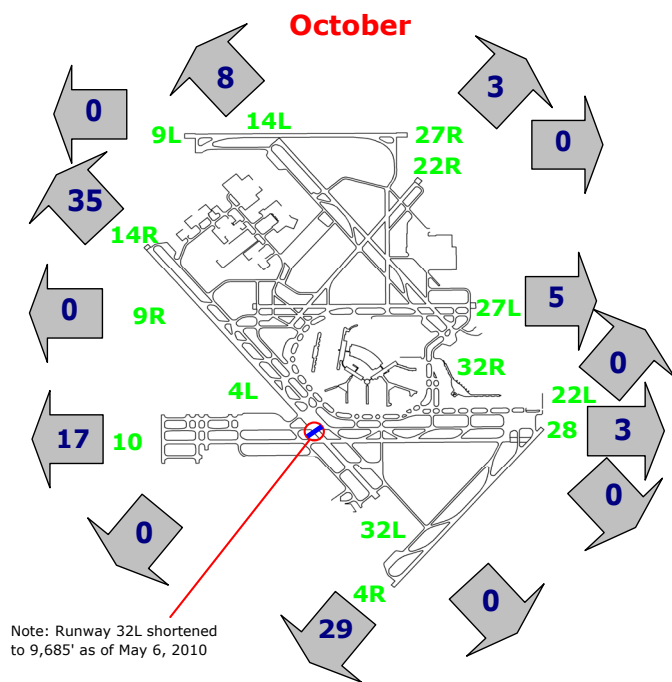 October
8
3
0
14L
9L
27R
0
22R
35
14R
0
9R
27L
5
32R
0
4L
22L
17
10
28
3
0
0
32L
4R
0
29
Note: Runway 32L shortened
to 9,685' as of May 6, 2010